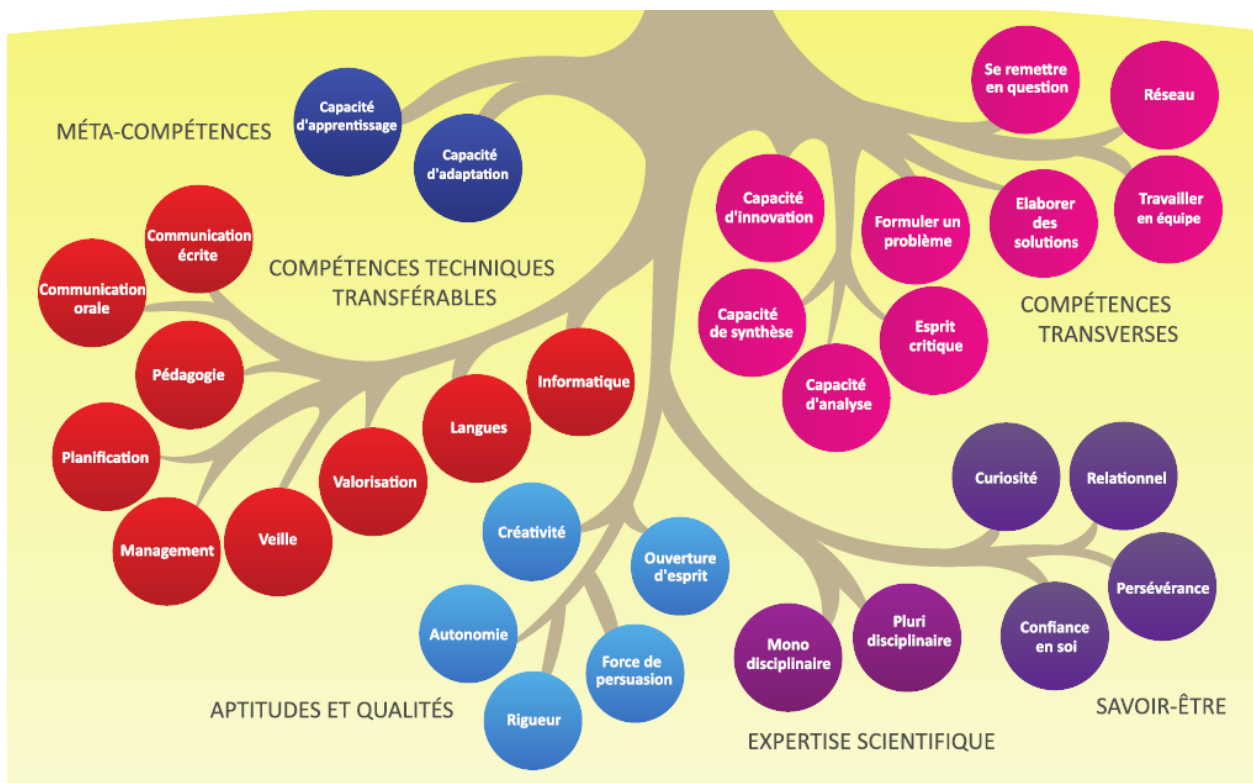 MÉTA-COMPÉTENCES
Capacité
d'apprentissage
Capacité
d'adaptation
COMPÉTENCES TECHNIQUES
TRANSFÉRABLES
Communication
écrite
Communication
orale
Pédagogie
Planification
Management
Veille
Valorisation
Langues
Informatique
APTITUDES ET QUALITÉS
Créativité
Ouverture
d'esprit
Autonomie
Force de
persuasion
Rigueur
EXPERTISE SCIENTIFIQUE
Mono
disciplinaire
Pluri
disciplinaire
COMPÉTENCES
TRANSVERSES
Se remettre
en question
Réseau
Travailler
en équipe
Elaborer
des
solutions
Formuler un
problème
Capacité
d'innovation
Capacité
de synthèse
Capacité
d'analyse
Esprit
critique
SAVOIR-ÊTRE
Curiosité
Relationnel
Persévérance
Confiance
en soi